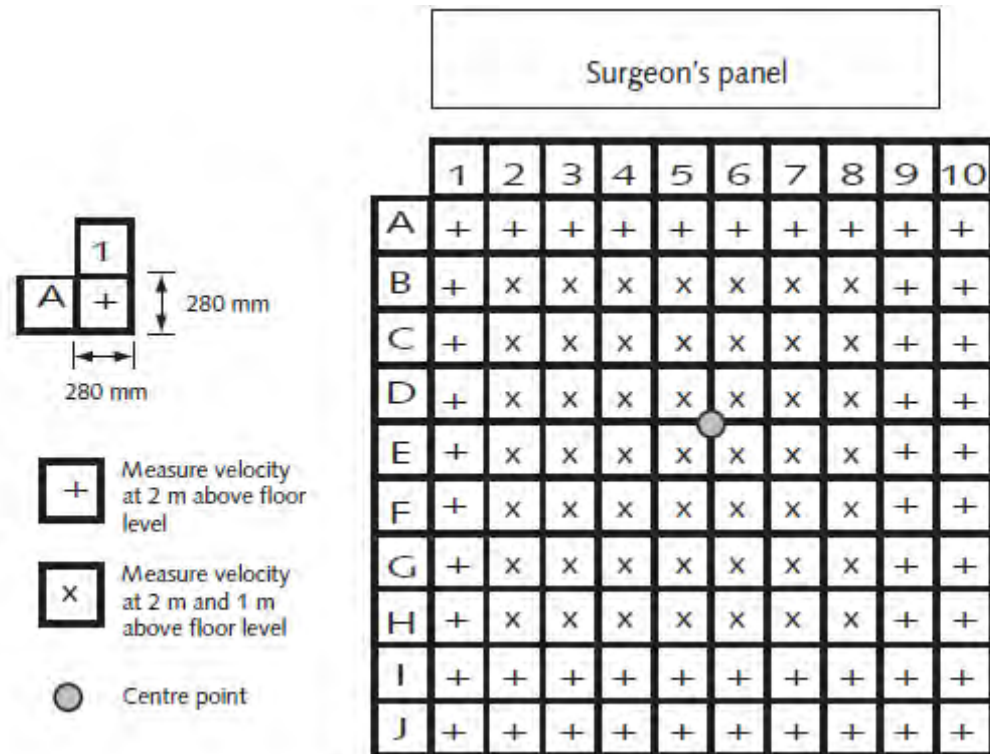 Surgeon's panel
1 2 3 4 5 6 7 8 9 10
A + + + + + + + + + +
B + x x x x x x x + +
C + x x x x x x x + +
D + x x x x x x x + +
E + x x x x x x x + +
F + x x x x x x x + +
G + x x x x x x x + +
H + x x x x x x x + +
I + + + + + + + + + +
J + + + + + + + + + +
1
A +
280 mm
280 mm
+
Measure velocity
at 2 m above floor
level
x
Measure velocity
at 2 m and 1 m
above floor level
Centre point